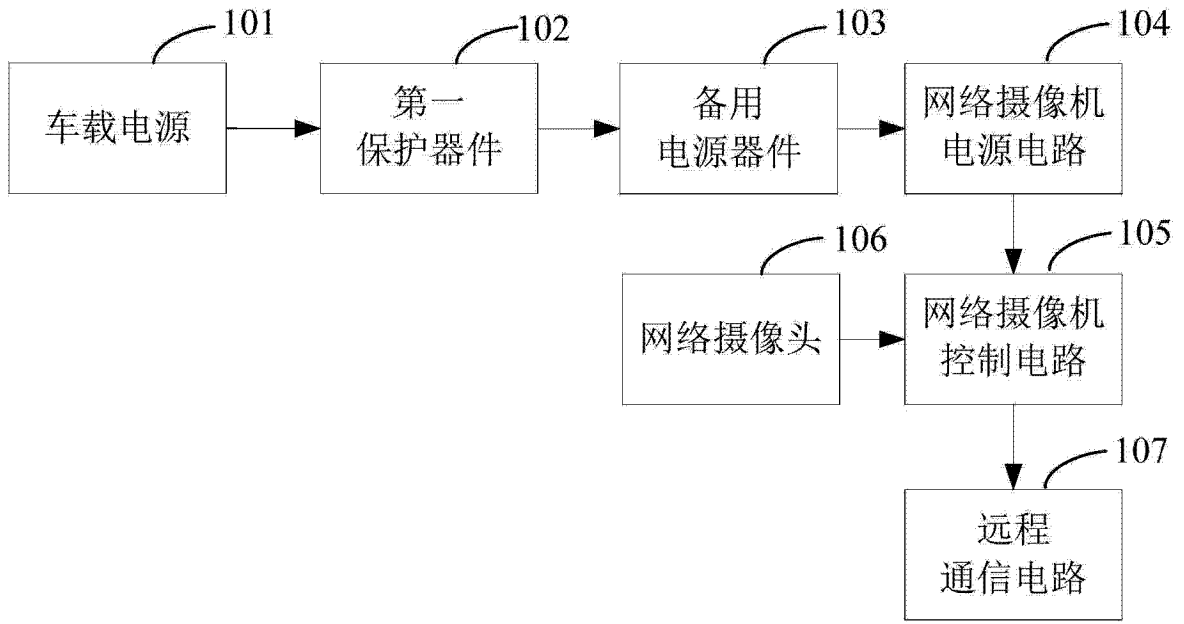 101
车载电源
102
第一
保护器件
103
备用
电源器件
104
网络摄像机
电源电路
106
网络摄像头
105
网络摄像机
控制电路
107
远程
通信电路